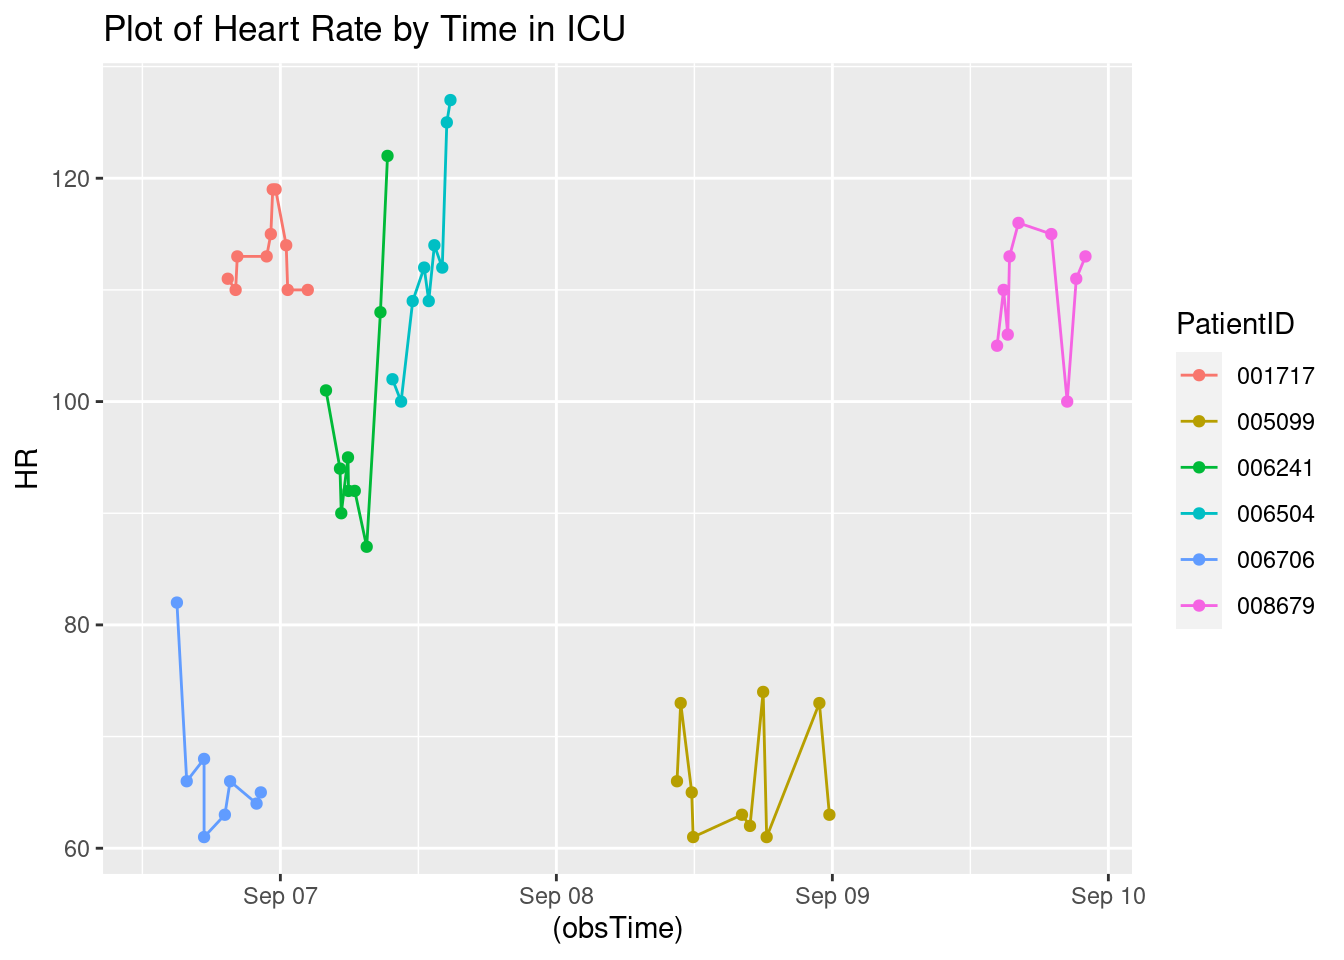 Plot of Heart Rate by Time in ICU
120
100
80
60
HR
Sep 07 Sep 08 Sep 09 Sep 10
(obsTime)
PatientID
001717
005099
006241
006504
006706
008679